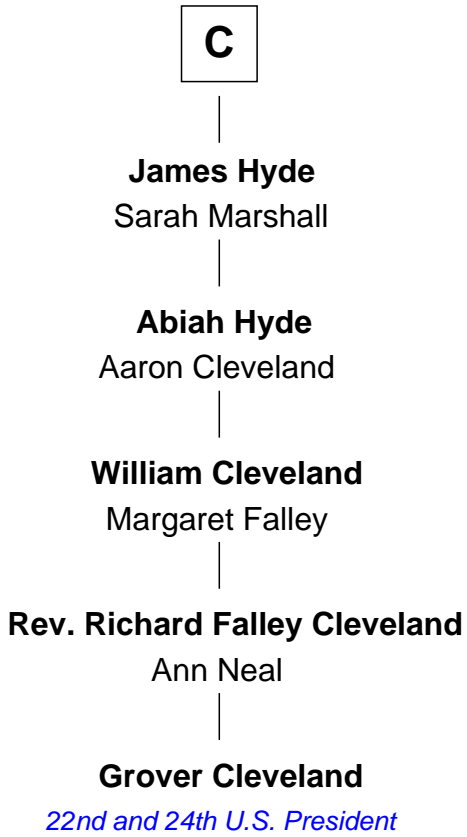 C
James Hyde
Sarah Marshall
Abiah Hyde
Aaron Cleveland
William Cleveland
Margaret Falley
Rev. Richard Falley Cleveland
Ann Neal
Grover Cleveland
22nd and 24th U.S. President